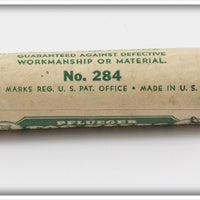 GUARANTEED AGAINST DEFECTIVE
WORKMANSHIP OR MATERIAL.
No. 284
MARKS REG. U. S. PAT. OFFICE • MADE IN U. S.
PFLUEGER